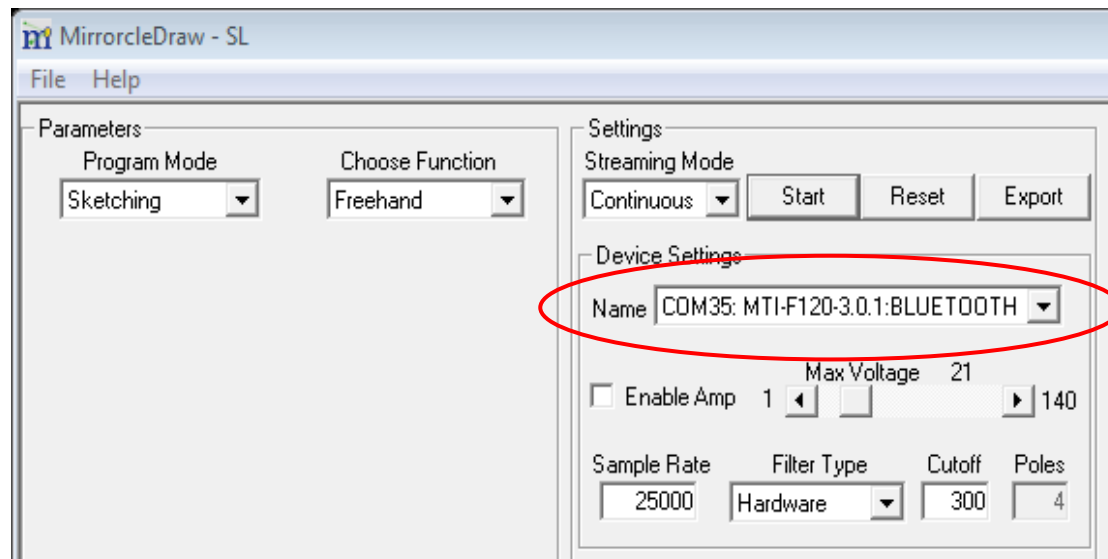 MirrorcleDraw - SL
File Help
Parameters
Program Mode Choose Function
Sketching Freehand
Settings
Streaming Mode
Continuous Start Reset Export
Device Settings
Name COM35: MTI-F120-3.0.1:BLUETOOTH
Max Voltage 21
Enable Amp 1 140
Sample Rate Filter Type Cutoff Poles
25000 Hardware 300 4